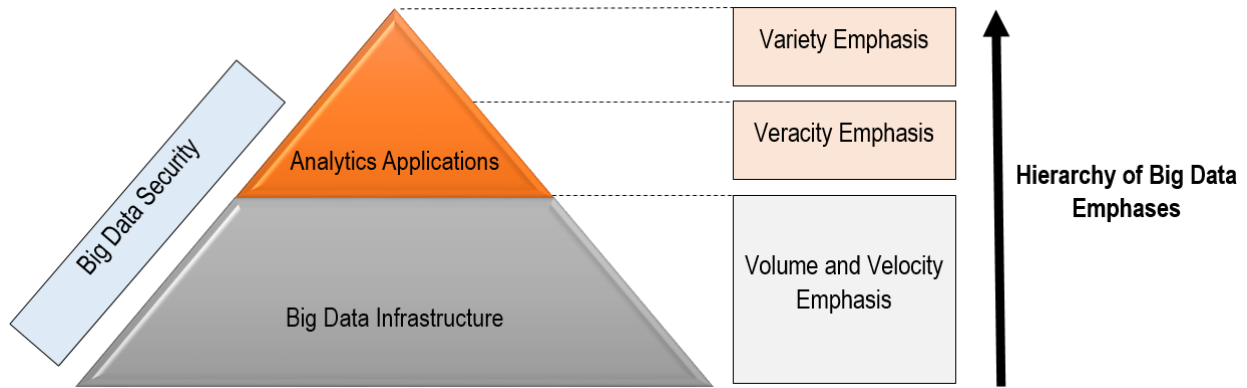 Variety Emphasis
Veracity Emphasis
Analytics Applications
Big Data Security
Hierarchy of Big Data
Emphases
Volume and Velocity
Emphasis
Big Data Infrastructure